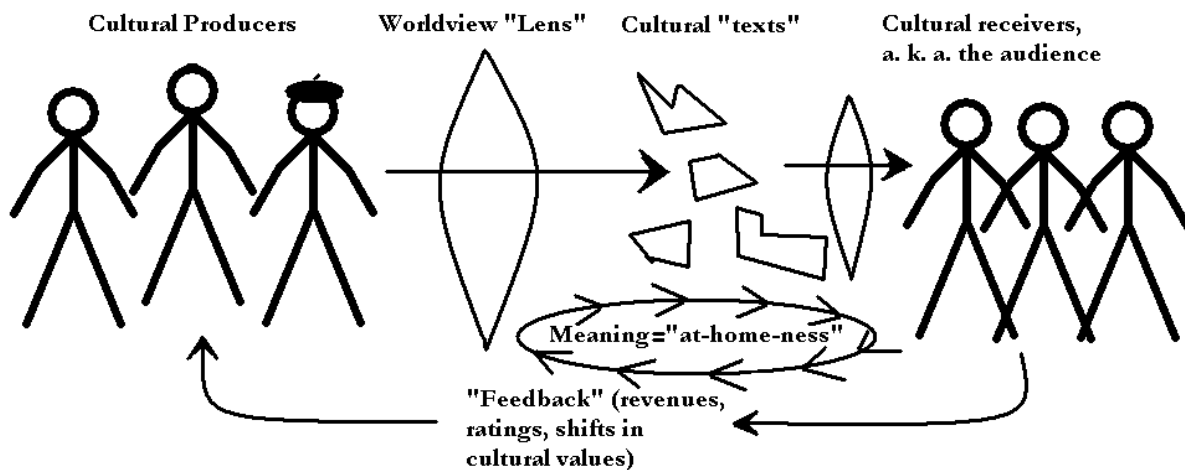 Cultural Producers
Worldview "Lens"
Cultural "texts"
Cultural receivers,
a. k. a. the audience
Meaning="at-home-ness"
"Feedback" (revenues,
ratings, shifts in
cultural values)